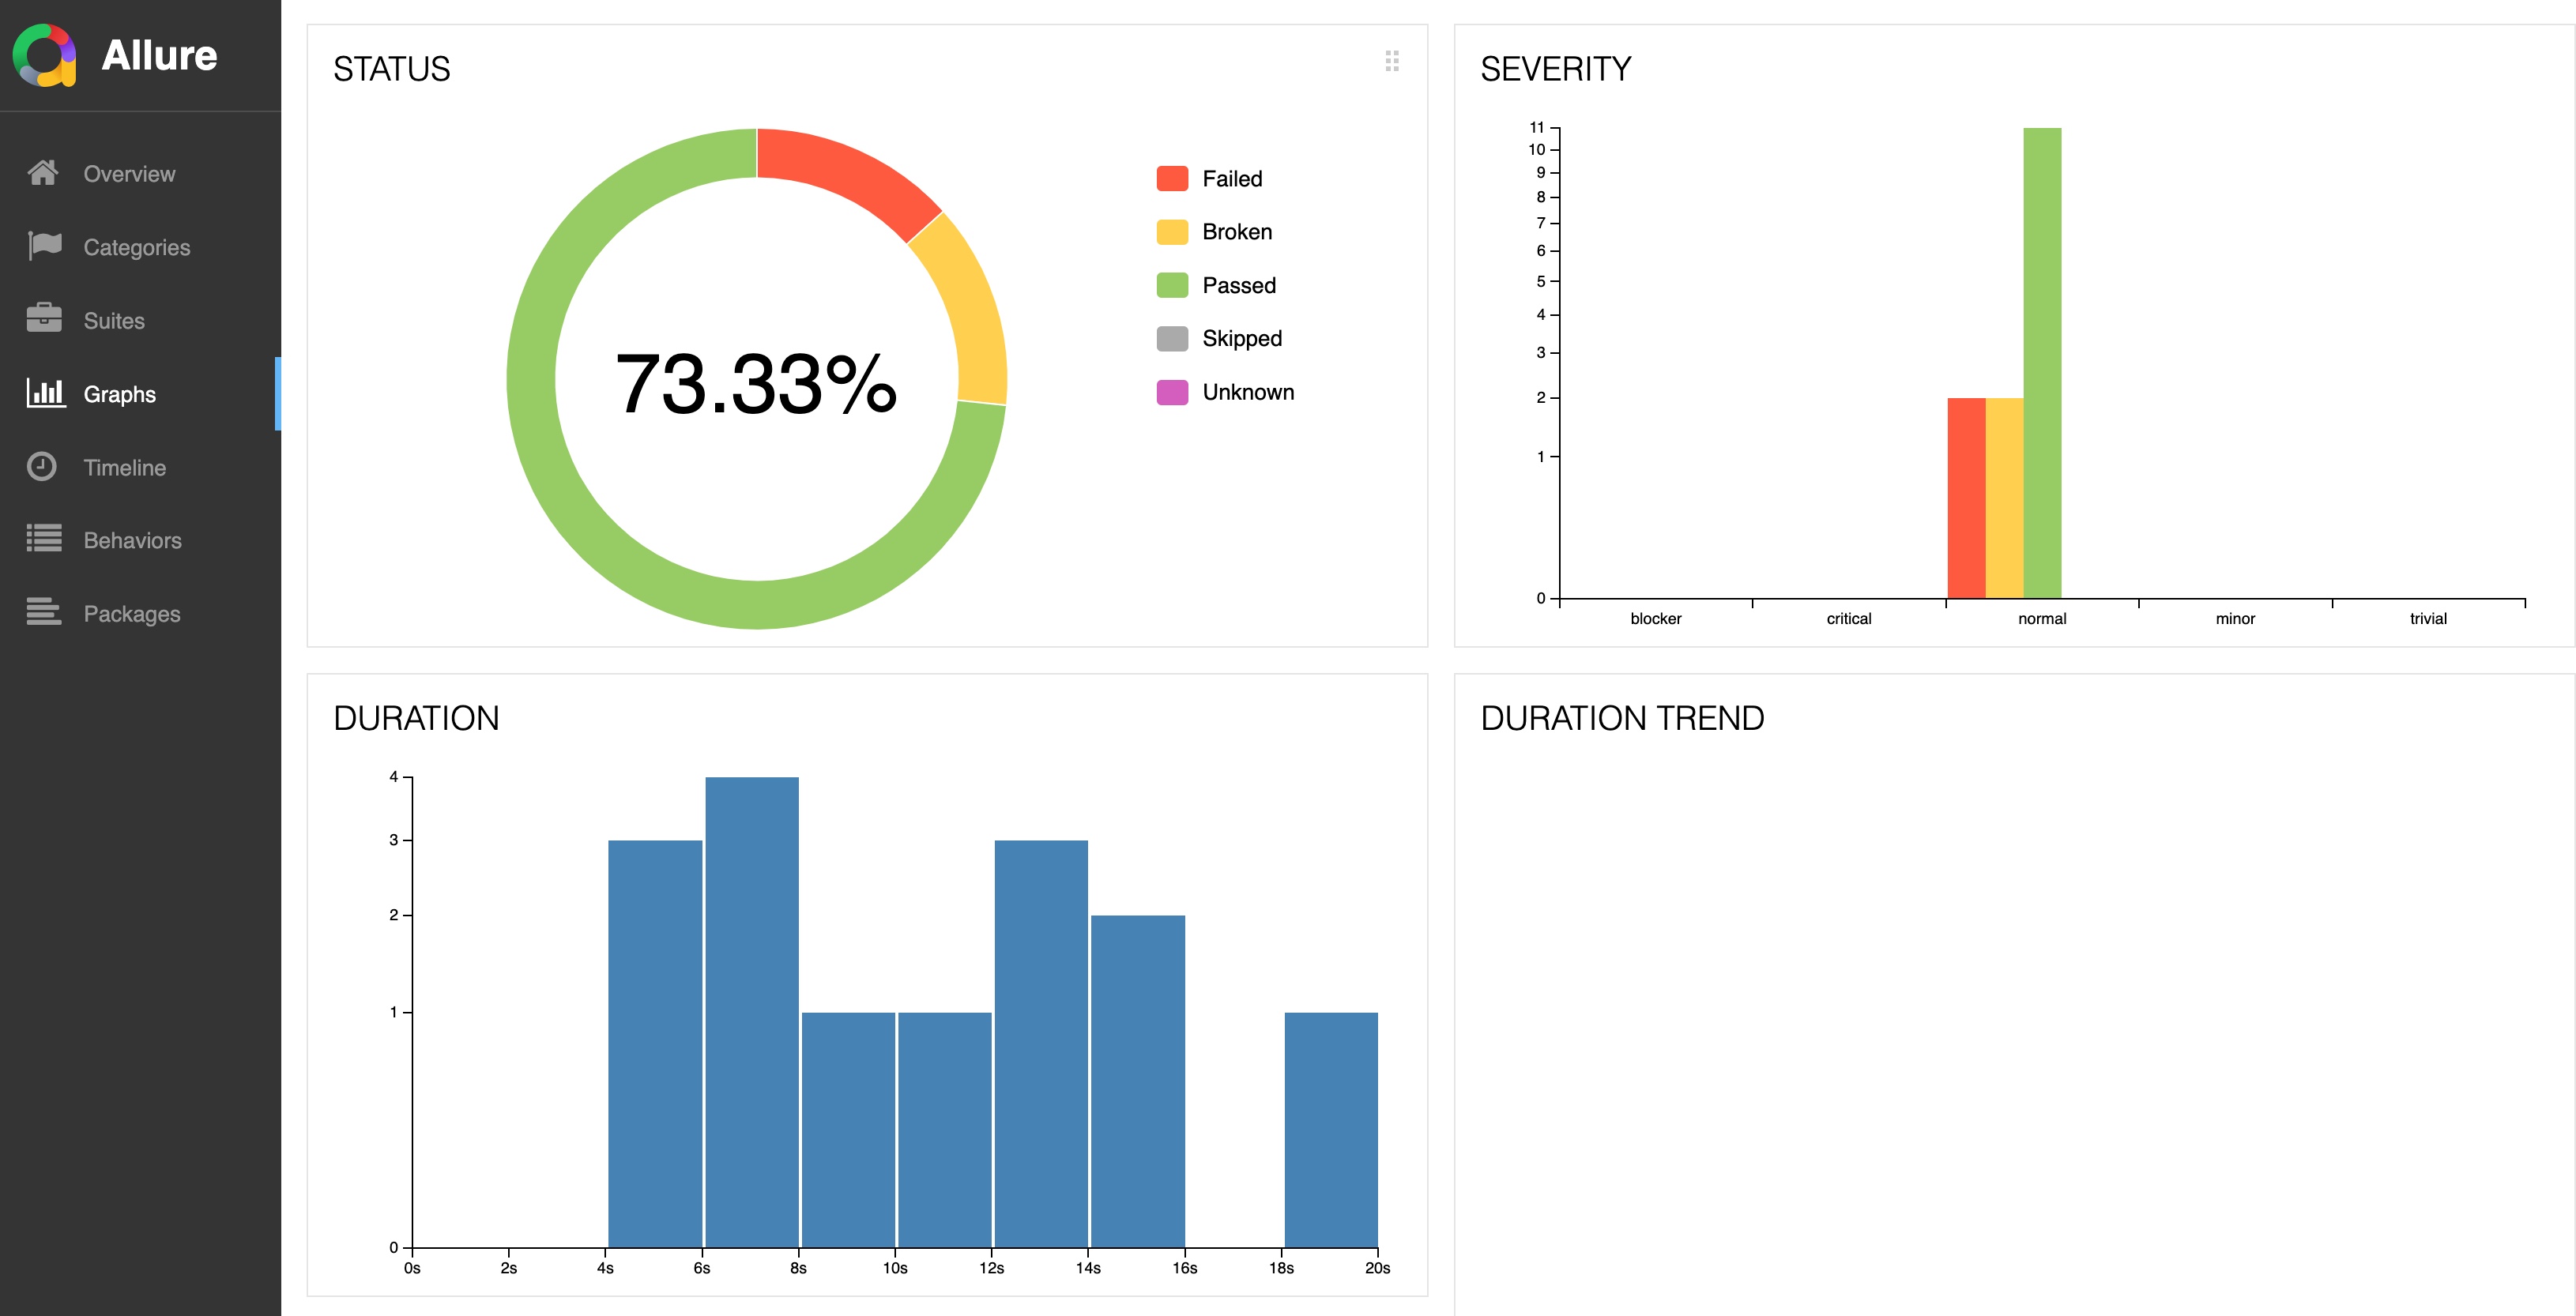 Allure
Overview
Categories
Suites
Graphs
Timeline
Behaviors
Packages
STATUS
73.33%
Failed
Broken
Passed
Skipped
Unknown
SEVERITY
11
10
9
8
7
6
5
4
3
2
1
0
blocker critical normal minor trivial
DURATION
4
3
2
1
0
0s 2s 4s 6s 8s 10s 12s 14s 16s 18s 20s
DURATION TREND